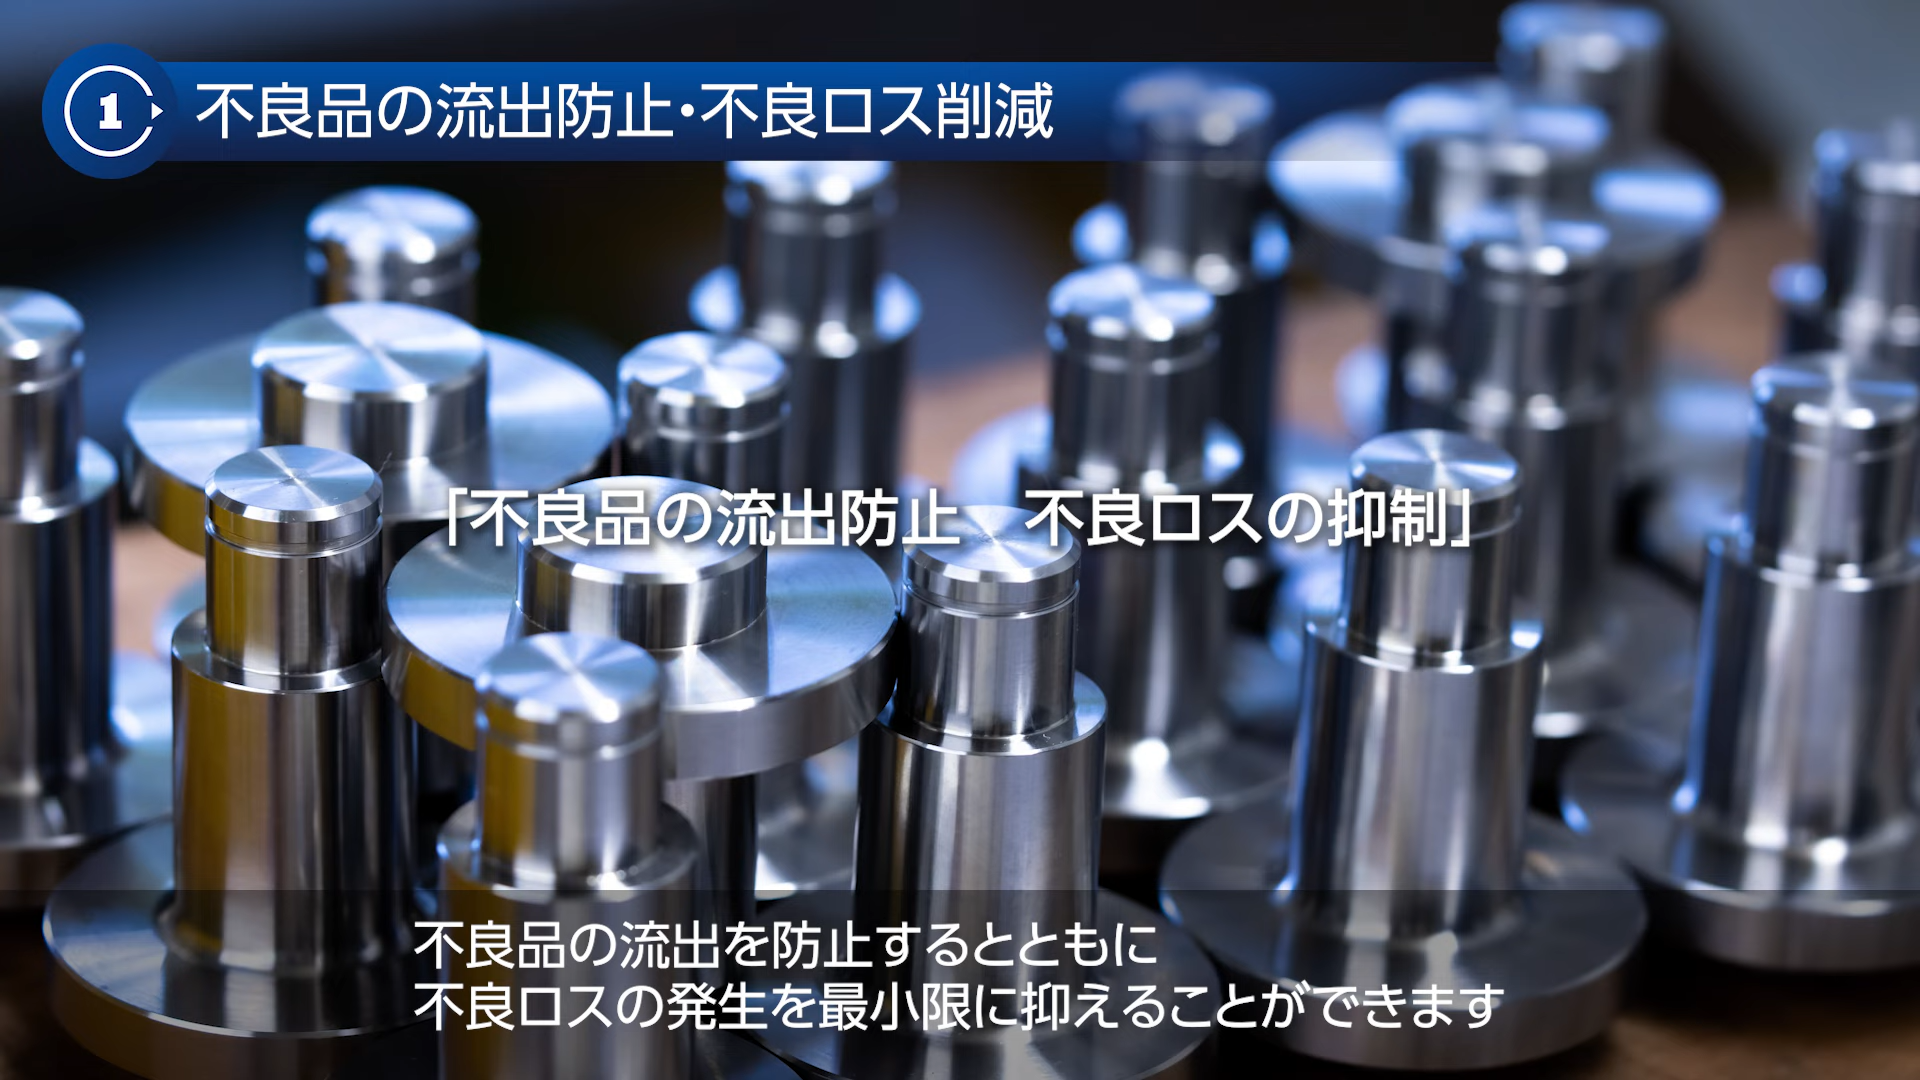 1
不良品の流出防止・不良ロス削減
「不良品の流出防止　不良ロスの抑制」
不良品の流出を防止するとともに
不良ロスの発生を最小限に抑えることができます